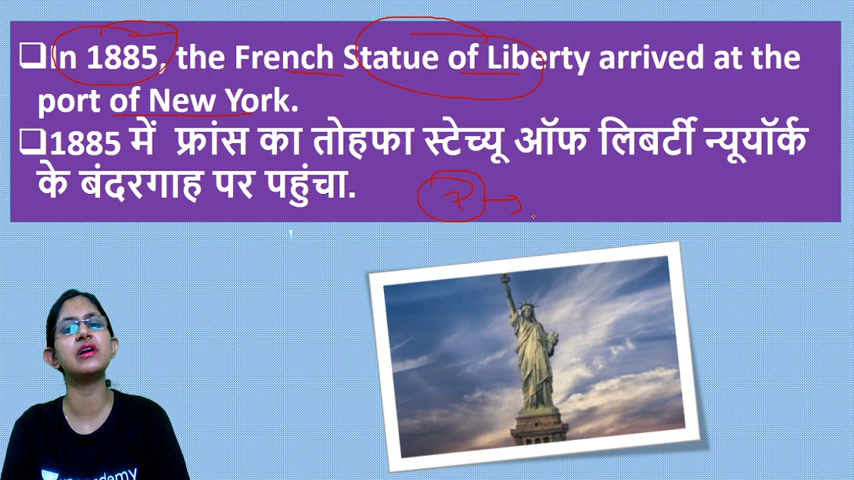 In 1885, the French Statue of Liberty arrived at the
port of New York.
1885 में फ्रांस का तोहफा स्टेच्यू ऑफ लिबर्टी न्यूयॉर्क
के बंदरगाह पर पहुंचा.
7